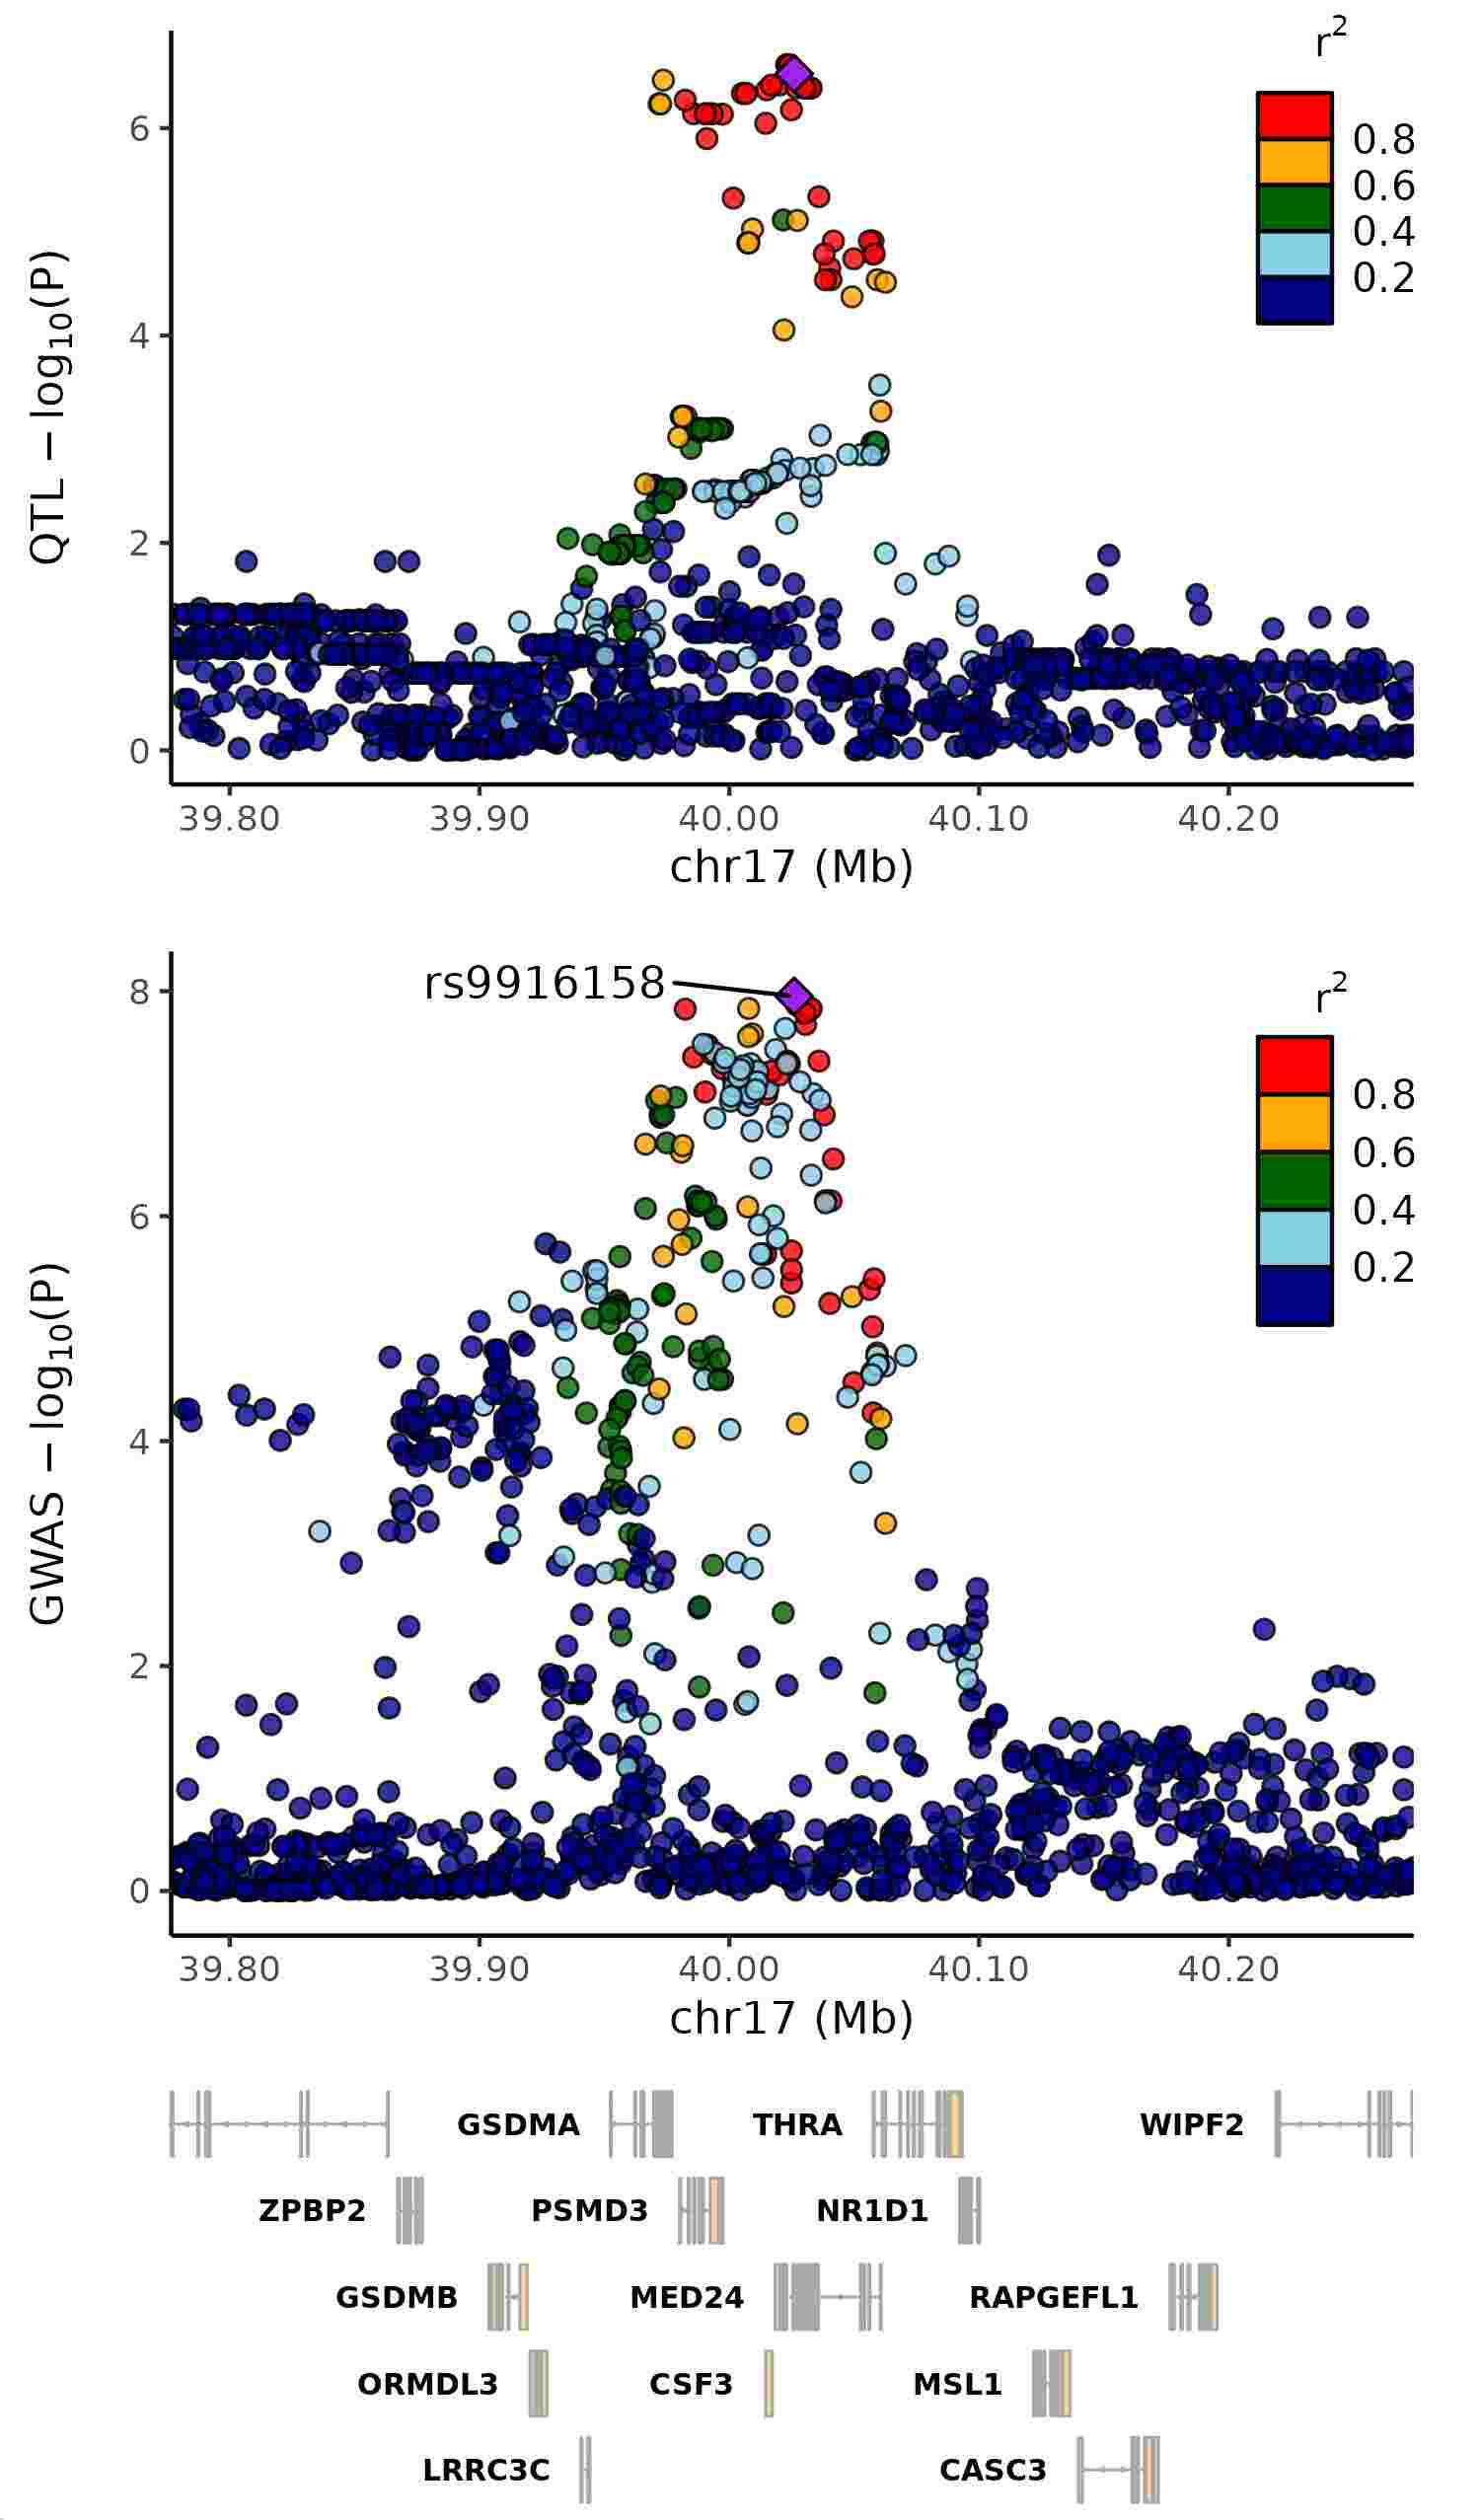 r2
6
0.8
0.6
0.4
0.2
4
2
0
QTL −log10(P)
39.80 39.90 40.00 40.10 40.20
chr17 (Mb)
rs9916158
r2
8
0.8
0.6
0.4
0.2
6
4
2
0
GWAS −log10(P)
39.80 39.90 40.00 40.10 40.20
chr17 (Mb)
GSDMA THRA WIPF2
ZPBP2 PSMD3 NR1D1
GSDMB MED24 RAPGEFL1
ORMDL3 CSF3 MSL1
LRRC3C CASC3